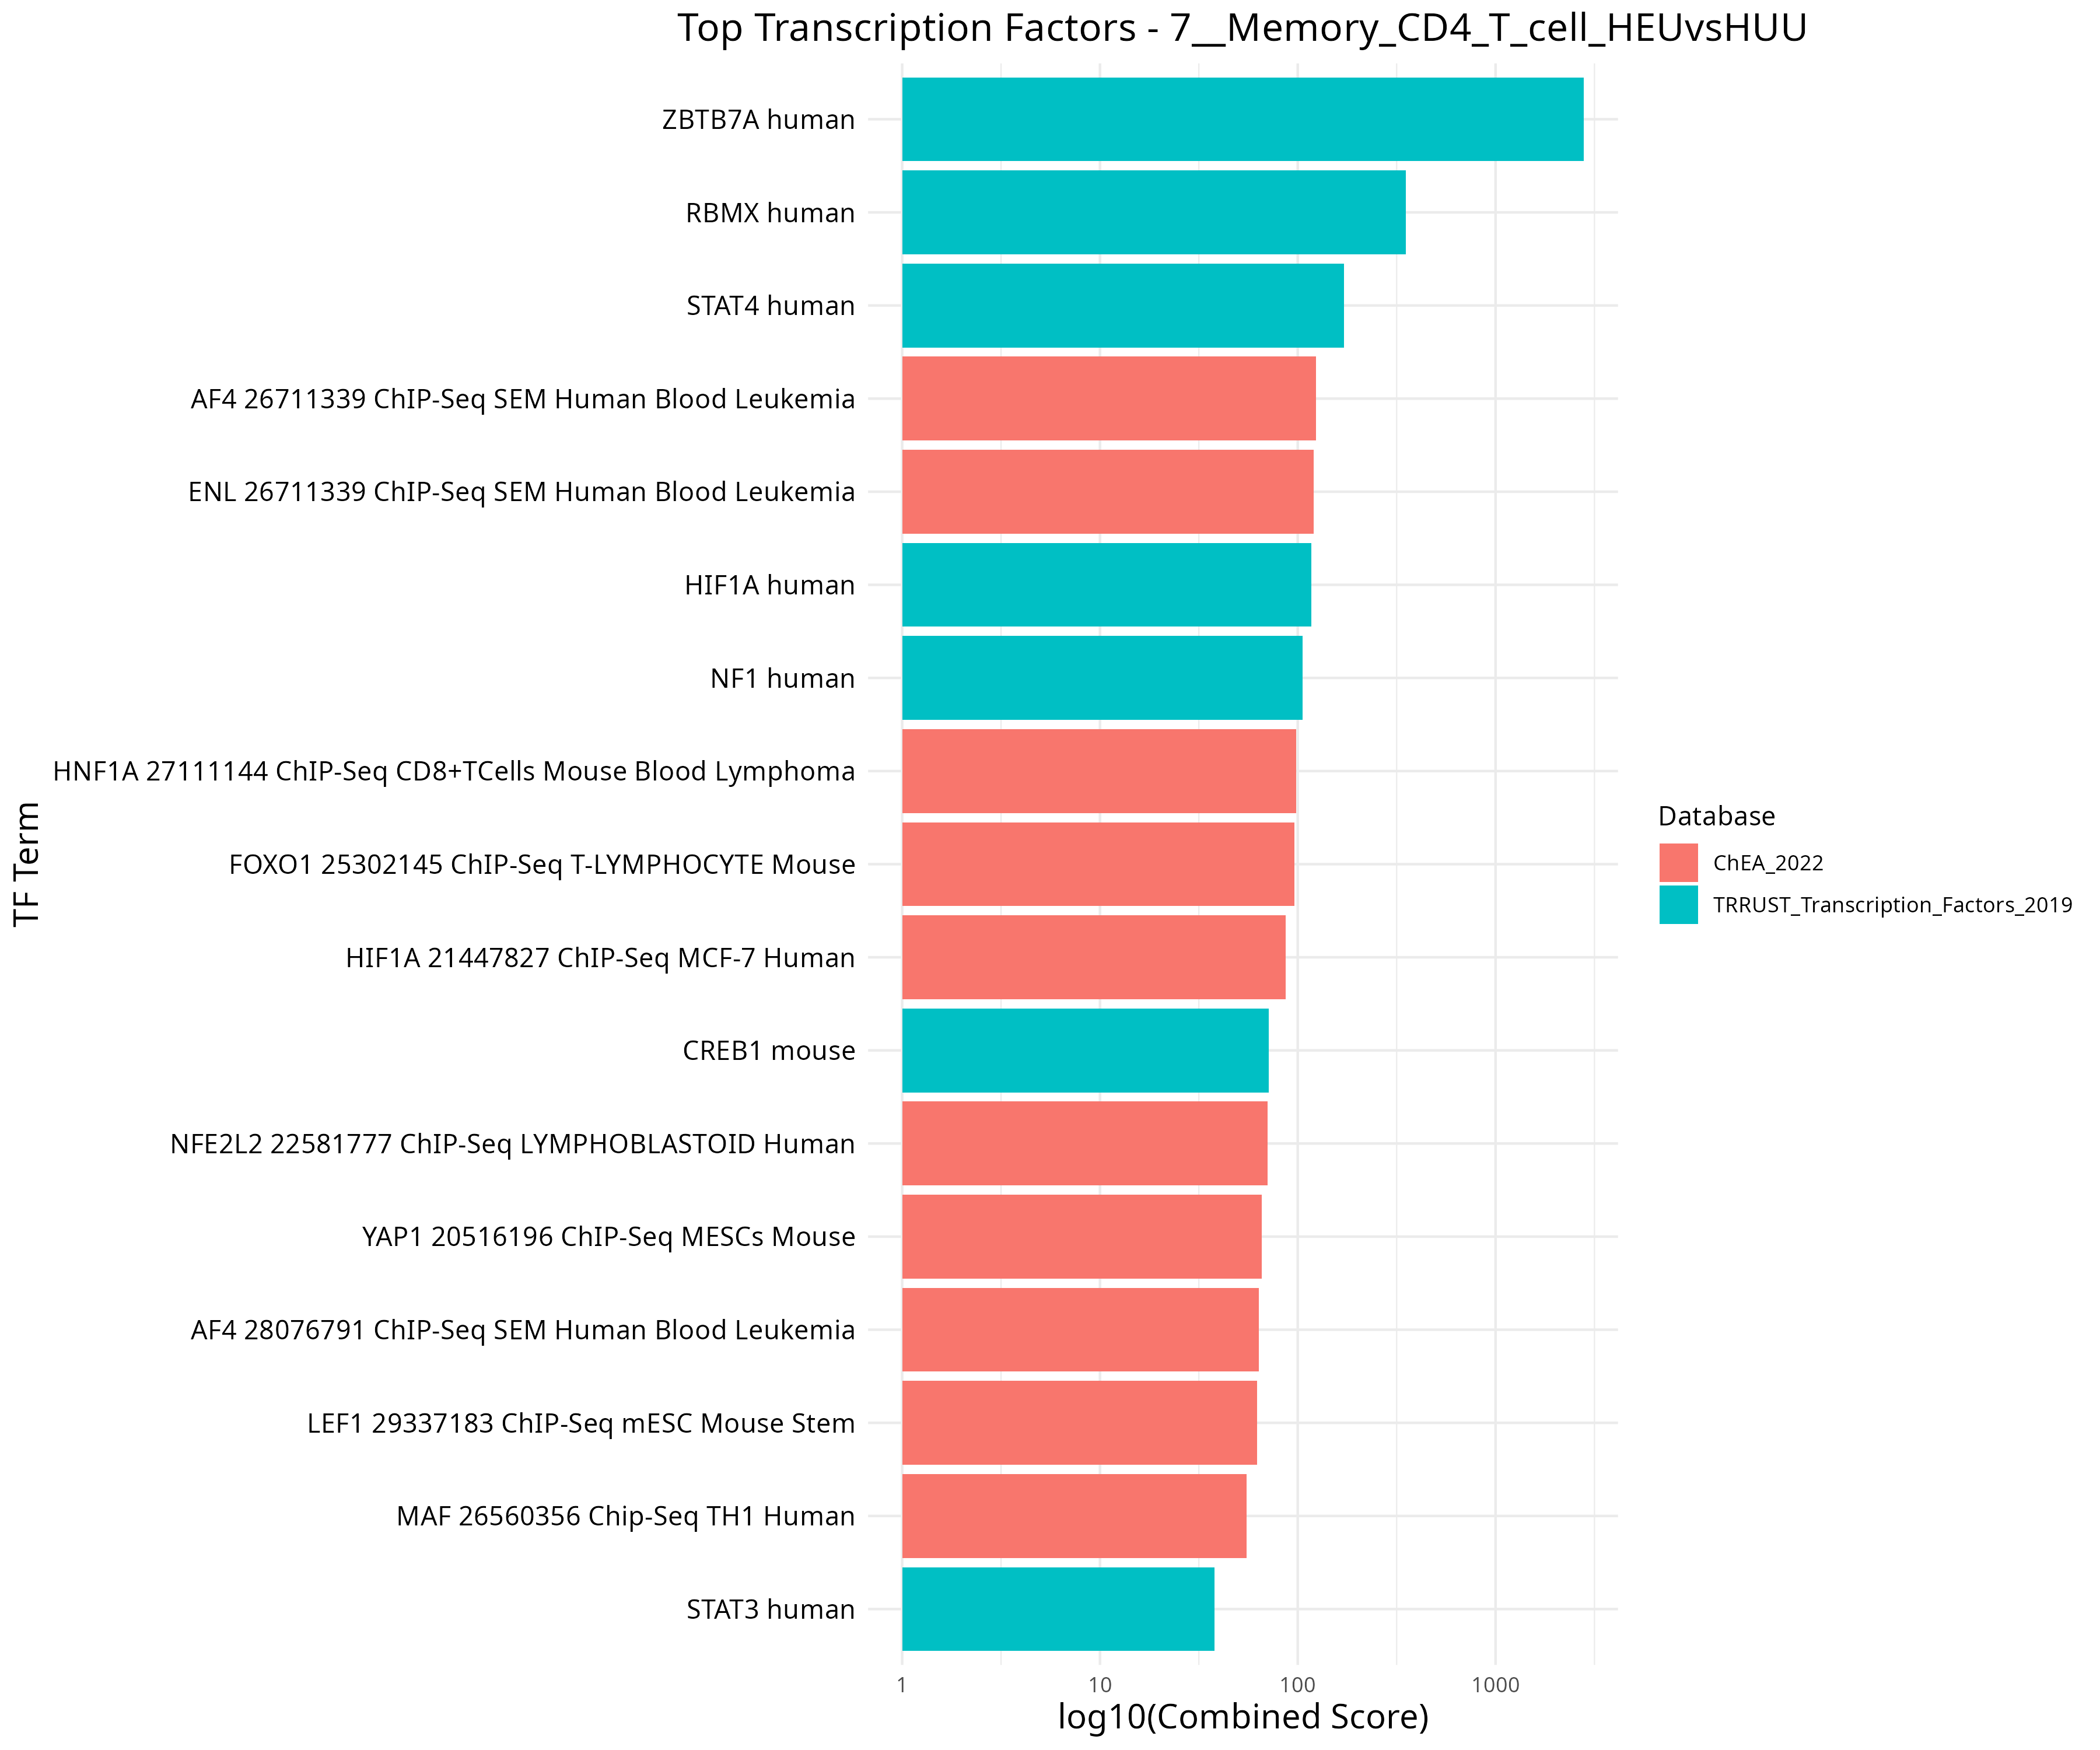 Top Transcription Factors - 7__Memory_CD4_T_cell_HEUvsHUU
TF Term
ZBTB7A human
RBMX human
STAT4 human
AF4 26711339 ChIP-Seq SEM Human Blood Leukemia
ENL 26711339 ChIP-Seq SEM Human Blood Leukemia
HIF1A human
NF1 human
HNF1A 27111144 ChIP-Seq CD8+TCells Mouse Blood Lymphoma
FOXO1 25302145 ChIP-Seq T-LYMPHOCYTE Mouse
HIF1A 21447827 ChIP-Seq MCF-7 Human
CREB1 mouse
NFE2L2 22581777 ChIP-Seq LYMPHOBLASTOID Human
YAP1 20516196 ChIP-Seq MESCs Mouse
AF4 28076791 ChIP-Seq SEM Human Blood Leukemia
LEF1 29337183 ChIP-Seq mESC Mouse Stem
MAF 26560356 Chip-Seq TH1 Human
STAT3 human
1 10 100 1000
log10(Combined Score)
Database
ChEA_2022
TRRUST_Transcription_Factors_2019